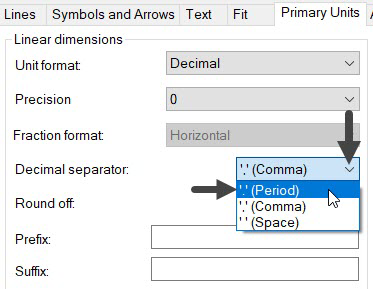 Lines Symbols and Arrows Text Fit Primary Units
Linear dimensions
Unit format: Decimal
Precision 0
Fraction format: Horizontal
Decimal separator: ',' (Comma)
'.' (Period)
',' (Comma)
' ' (Space)
Round off:
Prefix:
Suffix: